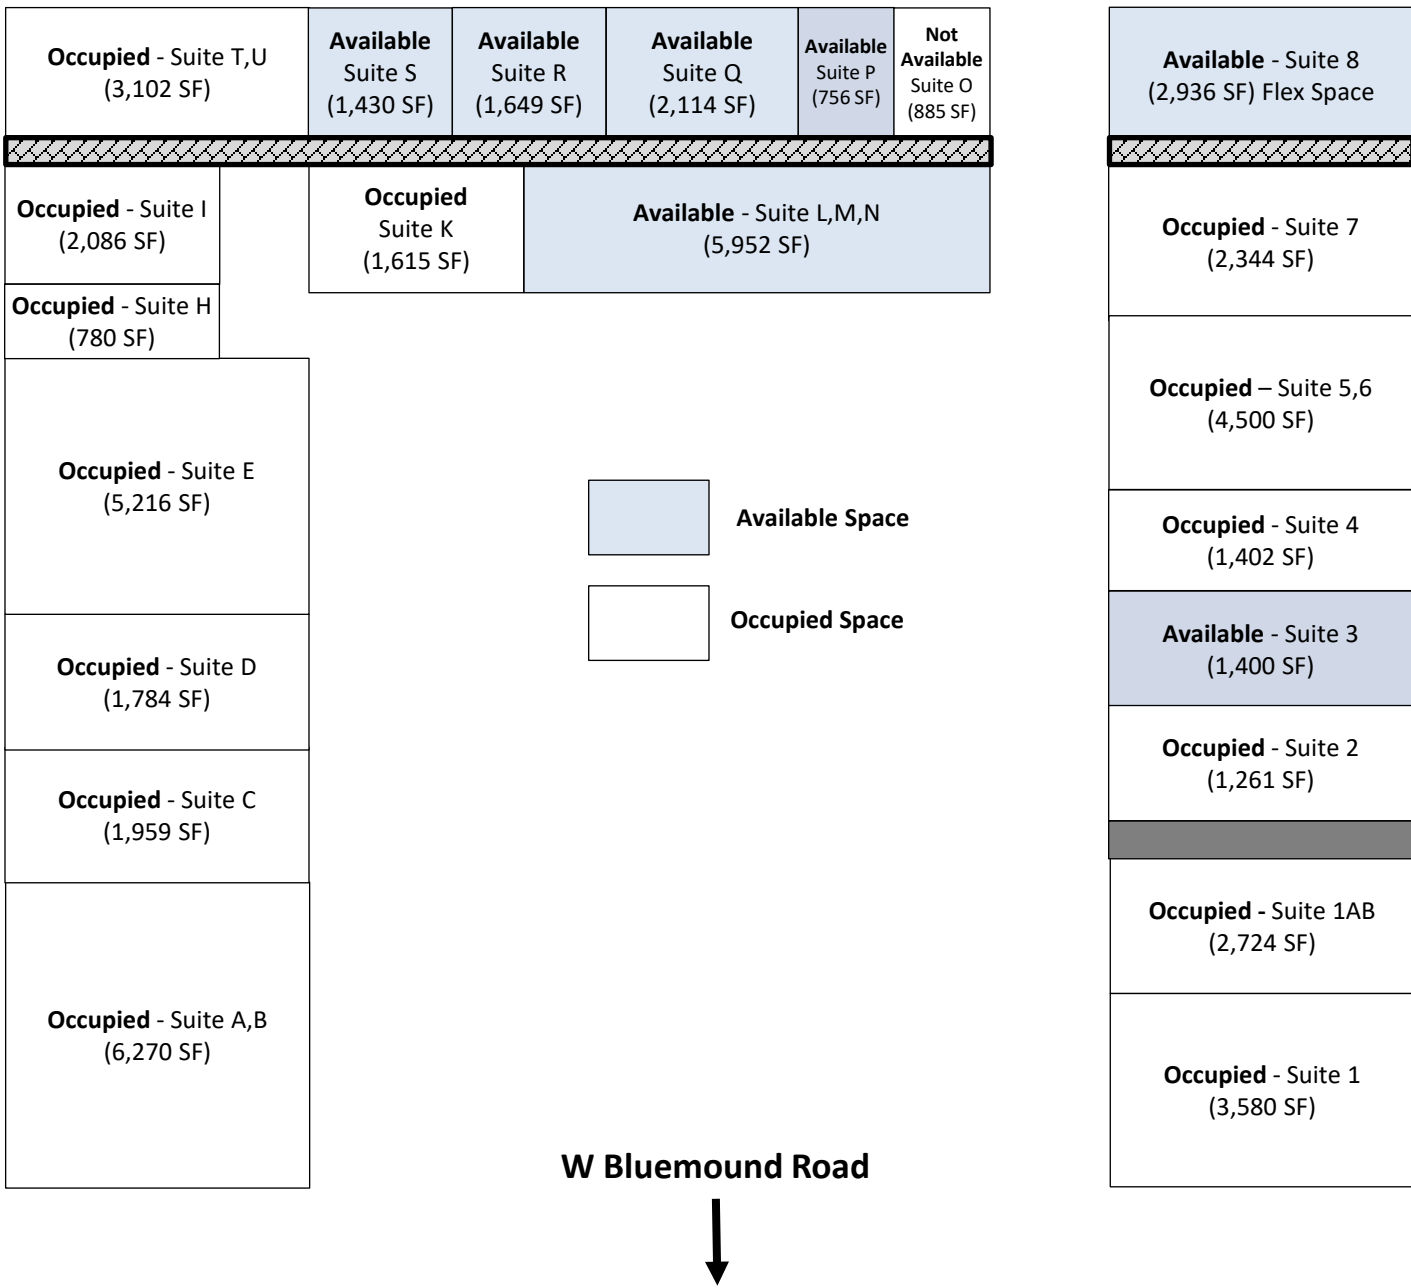 Occupied - Suite T,U
(3,102 SF)
Available
Suite S
(1,430 SF)
Available
Suite R
(1,649 SF)
Available
Suite Q
(2,114 SF)
Available
Suite P
(756 SF)
Not
Available
Suite O
(885 SF)
Available - Suite 8
(2,936 SF) Flex Space
Occupied - Suite I
(2,086 SF)
Occupied
Suite K
(1,615 SF)
Available - Suite L,M,N
(5,952 SF)
Occupied - Suite 7
(2,344 SF)
Occupied - Suite H
(780 SF)
Occupied – Suite 5,6
(4,500 SF)
Occupied - Suite E
(5,216 SF)
Available Space
Occupied - Suite 4
(1,402 SF)
Occupied Space
Available - Suite 3
(1,400 SF)
Occupied - Suite D
(1,784 SF)
Occupied - Suite 2
(1,261 SF)
Occupied - Suite C
(1,959 SF)
Occupied - Suite 1AB
(2,724 SF)
Occupied - Suite A,B
(6,270 SF)
Occupied - Suite 1
(3,580 SF)
W Bluemound Road